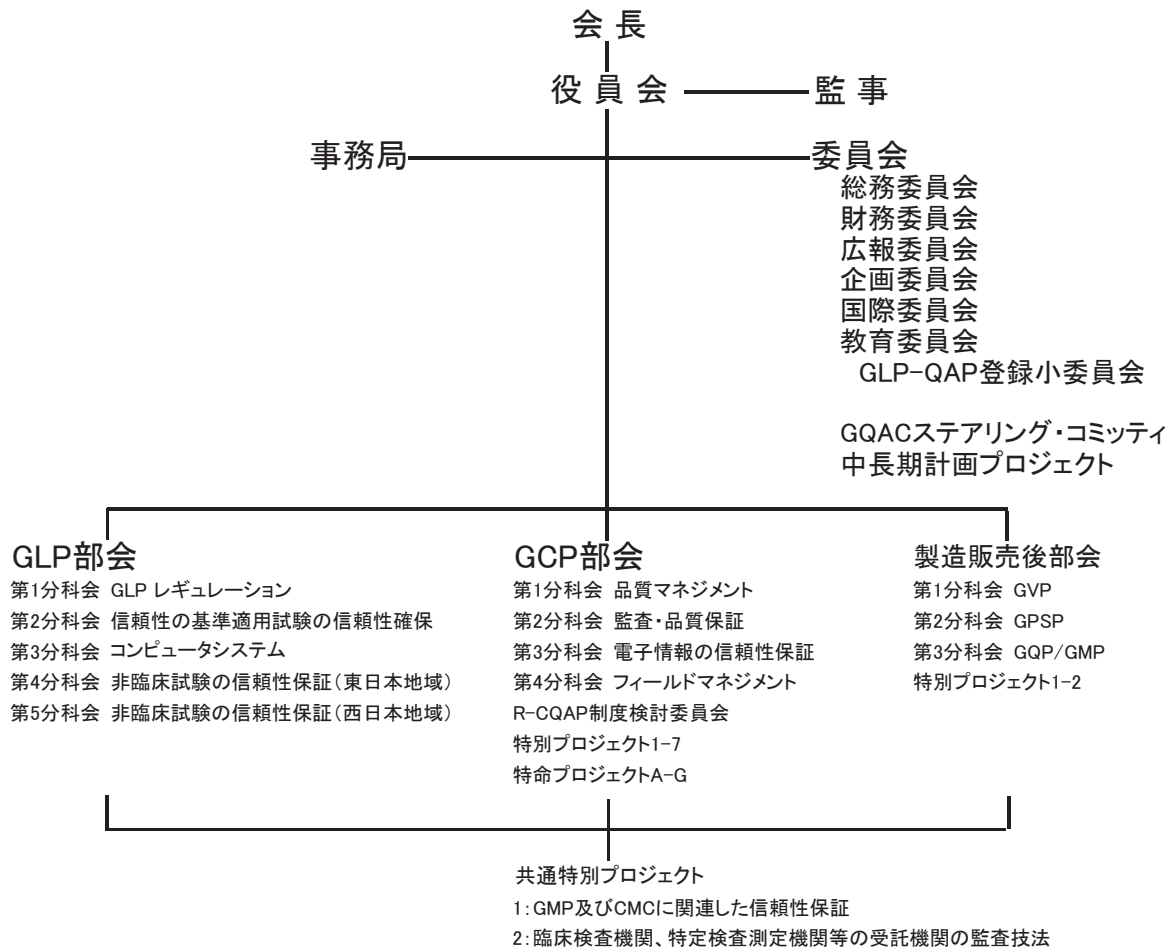 会 長
役 員 会
監 事
事務局
委員会
総務委員会
財務委員会
広報委員会
企画委員会
国際委員会
教育委員会
GLP-QAP登録小委員会
GQACステアリング・コミッティ
中長期計画プロジェクト
GLP部会
第1分科会 GLP レギュレーション
第2分科会 信頼性の基準適用試験の信頼性確保
第3分科会 コンピュータシステム
第4分科会 非臨床試験の信頼性保証(東日本地域)
第5分科会 非臨床試験の信頼性保証(西日本地域)
GCP部会
第1分科会 品質マネジメント
第2分科会 監査・品質保証
第3分科会 電子情報の信頼性保証
第4分科会 フィールドマネジメント
R-CQAP制度検討委員会
特別プロジェクト1-7
特命プロジェクトA-G
製造販売後部会
第1分科会 GVP
第2分科会 GPSP
第3分科会 GQP/GMP
特別プロジェクト1-2
共通特別プロジェクト
1:GMP及びCMCに関連した信頼性保証
2:臨床検査機関、特定検査測定機関等の受託機関の監査技法